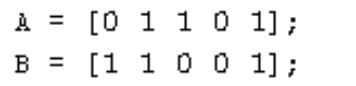 A = [0 1 1 0 1];
B = [1 1 0 0 1];